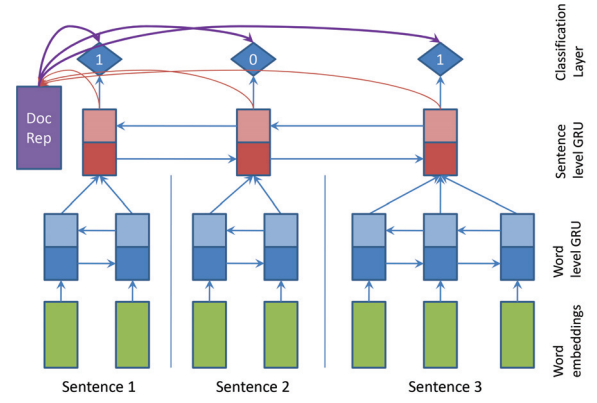 1
0
1
Classification
Layer
Doc
Rep
Sentence
level GRU
Word
level GRU
Word
embeddings
Sentence 1
Sentence 2
Sentence 3